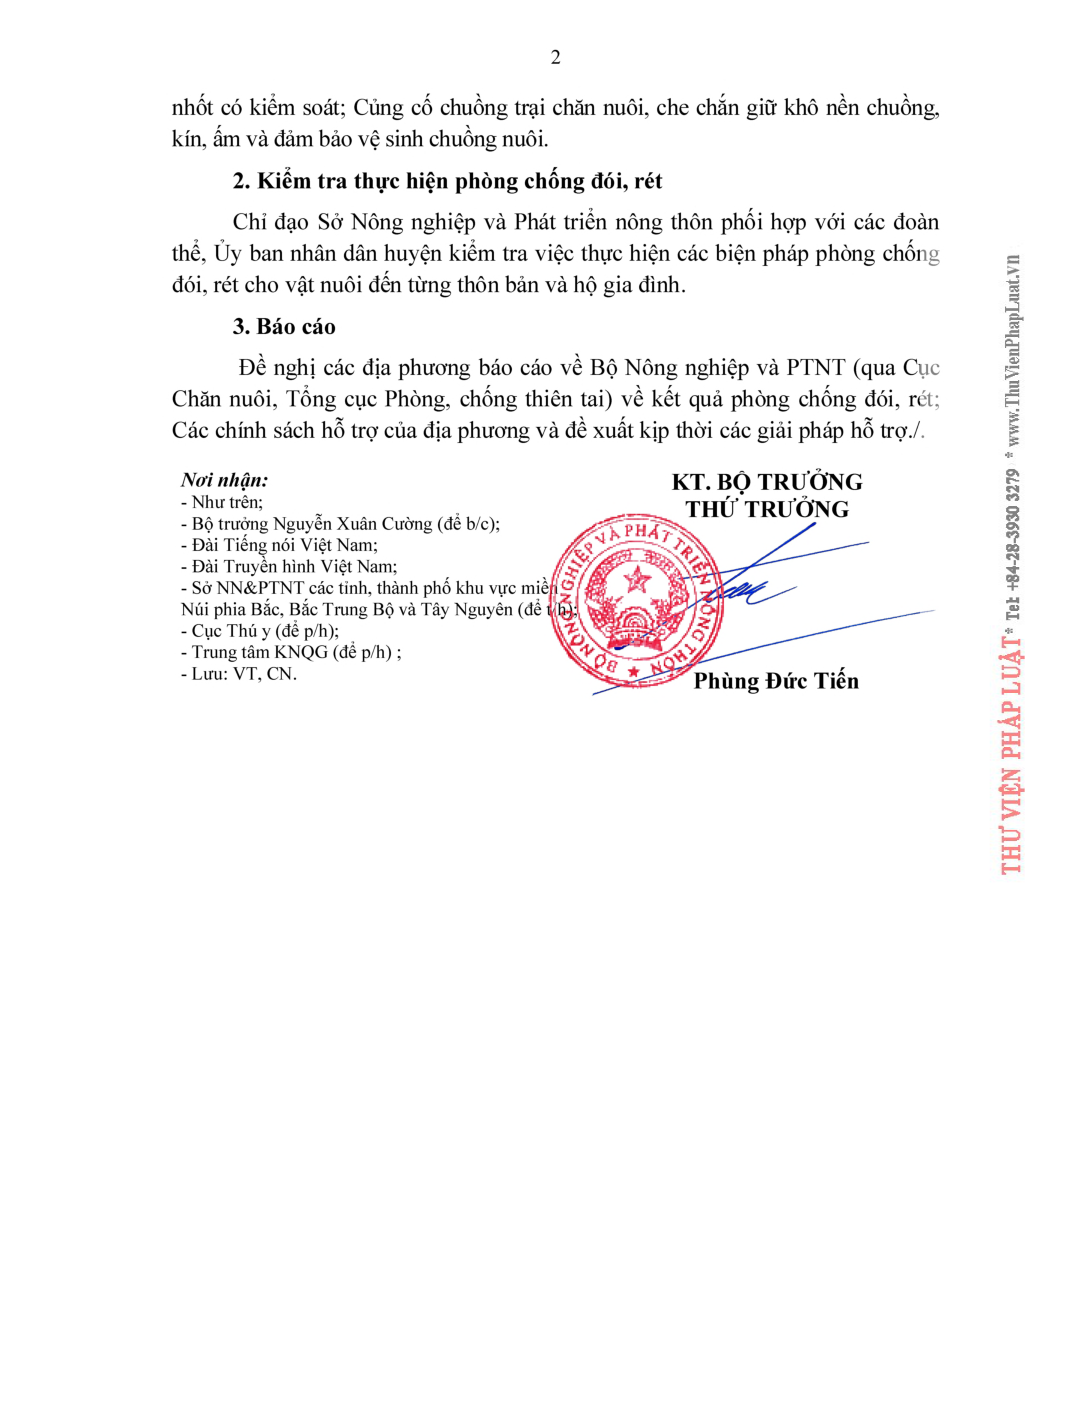 2
nhốt có kiểm soát; Củng cố chuồng trại chăn nuôi, che chắn giữ khô nền chuồng,
kín, ấm và đảm bảo vệ sinh chuồng nuôi.
2. Kiểm tra thực hiện phòng chống đói, rét
Chỉ đạo Sở Nông nghiệp và Phát triển nông thôn phối hợp với các đoàn
thể, Ủy ban nhân dân huyện kiểm tra việc thực hiện các biện pháp phòng chống
đói, rét cho vật nuôi đến từng thôn bản và hộ gia đình.
3. Báo cáo
Đề nghị các địa phương báo cáo về Bộ Nông nghiệp và PTNT (qua Cục
Chăn nuôi, Tổng cục Phòng, chống thiên tai) về kết quả phòng chống đói, rét;
Các chính sách hỗ trợ của địa phương và đề xuất kịp thời các giải pháp hỗ trợ./.
Nơi nhận:
- Như trên;
- Bộ trưởng Nguyễn Xuân Cường (để b/c);
- Đài Tiếng nói Việt Nam;
- Đài Truyền hình Việt Nam;
- Sở NN&PTNT các tỉnh, thành phố khu vực miền
Núi phia Bắc, Bắc Trung Bộ và Tây Nguyên (để t/h);
- Cục Thú y (để p/h);
- Trung tâm KNQG (để p/h) ;
- Lưu: VT, CN.
KT. BỘ TRƯỞNG
THỨ TRƯỞNG
BỘ NÔNG NGHIỆP VÀ PHÁT TRIỂN NÔNG THÔN
Phùng Đức Tiến
THƯ VIỆN PHÁP LUẬT * Tel: +84-28-3930 3279 * www.ThuVienPhapLuat.vn